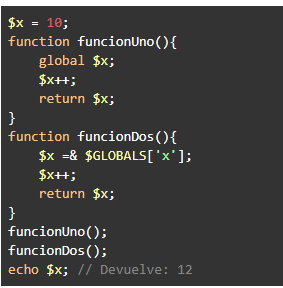 $x = 10;
function funcionUno(){
    global $x;
    $x++;
    return $x;
}
function funcionDos(){
    $x =& $GLOBALS['x'];
    $x++;
    return $x;
}
funcionUno();
funcionDos();
echo $x; // Devuelve: 12